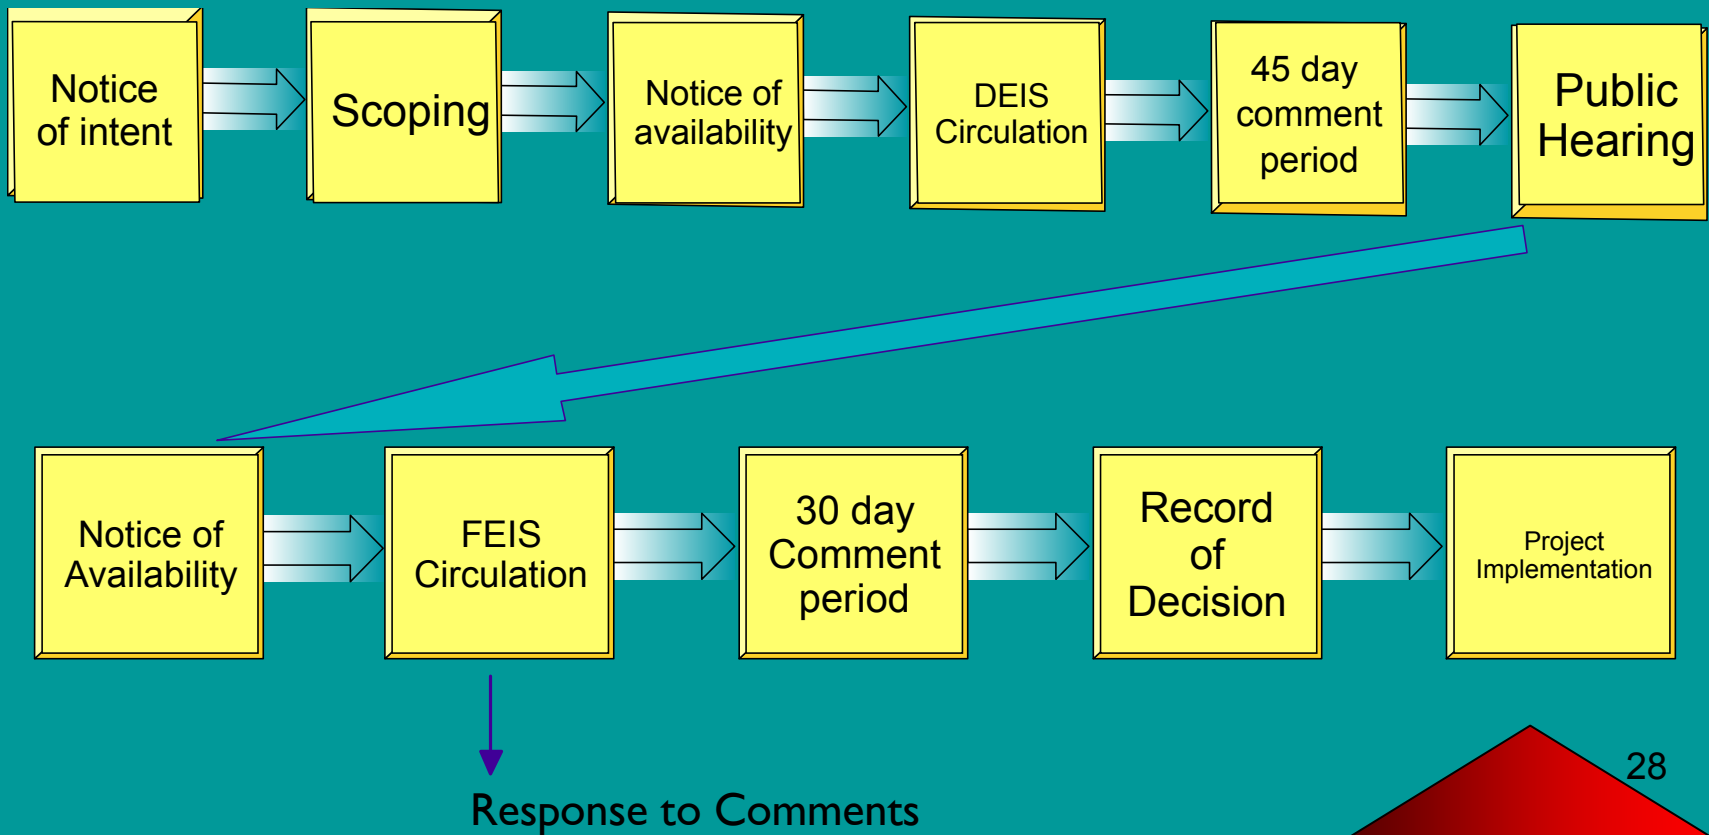 Notice
of intent
Scoping
Notice of
availability
DEIS
Circulation
45 day
comment
period
Public
Hearing
Notice of
Availability
FEIS
Circulation
30 day
Comment
period
Record
of
Decision
Project
Implementation
Response to Comments
28